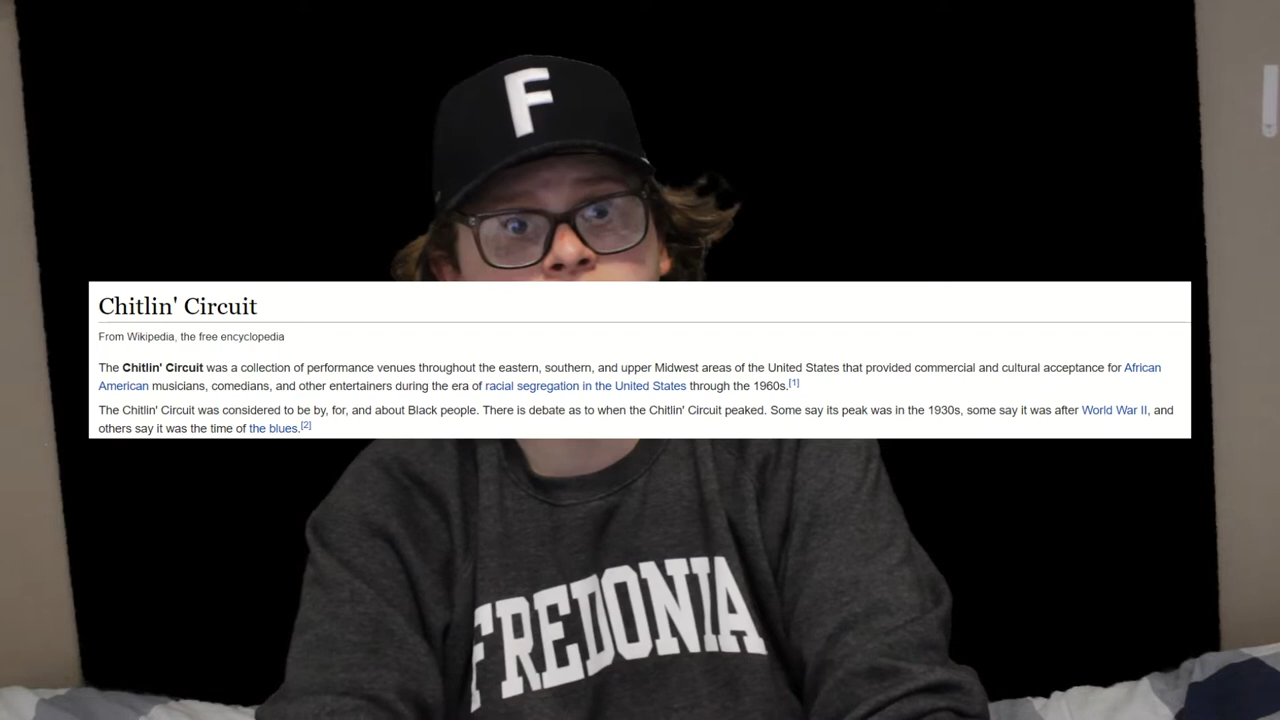 F
Chitlin' Circuit
From Wikipedia, the free encyclopedia
The Chitlin' Circuit was a collection of performance venues throughout the eastern, southern, and upper Midwest areas of the United States that provided commercial and cultural acceptance for African
American musicians, comedians, and other entertainers during the era of racial segregation in the United States through the 1960s.[1]
The Chitlin' Circuit was considered to be by, for, and about Black people. There is debate as to when the Chitlin' Circuit peaked. Some say its peak was in the 1930s, some say it was after World War II, and
others say it was the time of the blues.[2]
FREDONIA